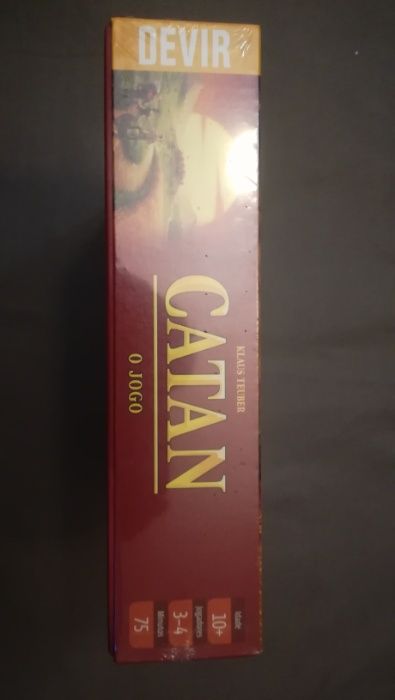 DEVIR
KLAUS TEUBER
CATAN
O JOGO
Idade
10+
Jogadores
3-4
Minutos
75